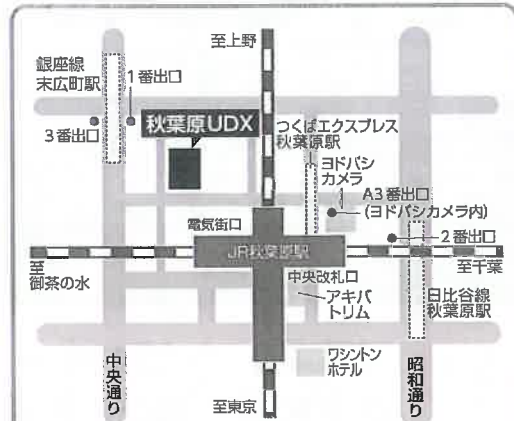 至上野
銀座線
末広町駅
1番出口
3番出口
秋葉原UDX
つくばエクスプレス
秋葉原駅
ヨドバシ
カメラ
A3番出口
(ヨドバシカメラ内)
電気街口
2番出口
JR秋葉原駅
至
御茶の水
至千葉
中央改札口
アキバ
トリム
日比谷線
秋葉原駅
ワシントン
ホテル
中央通り
昭和通り
至東京